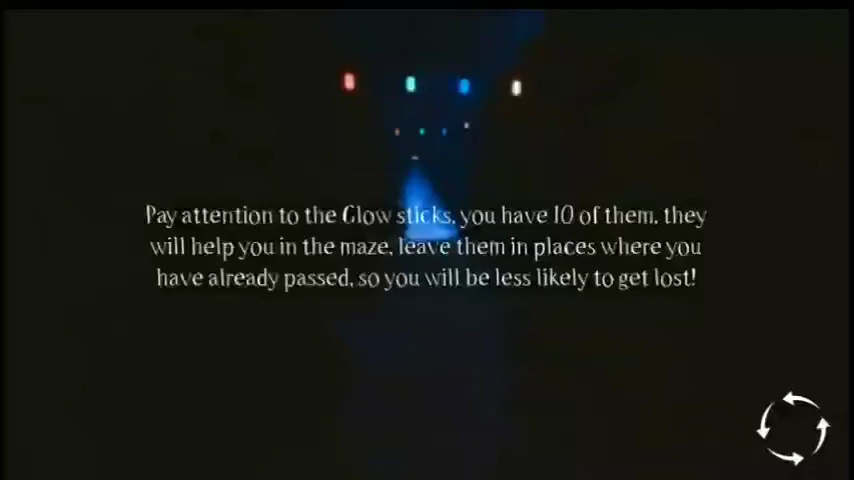 Pay attention to the Glow sticks, you have 10 of them, they
will help you in the maze, leave them in places where you
have already passed, so you will be less likely to get lost!